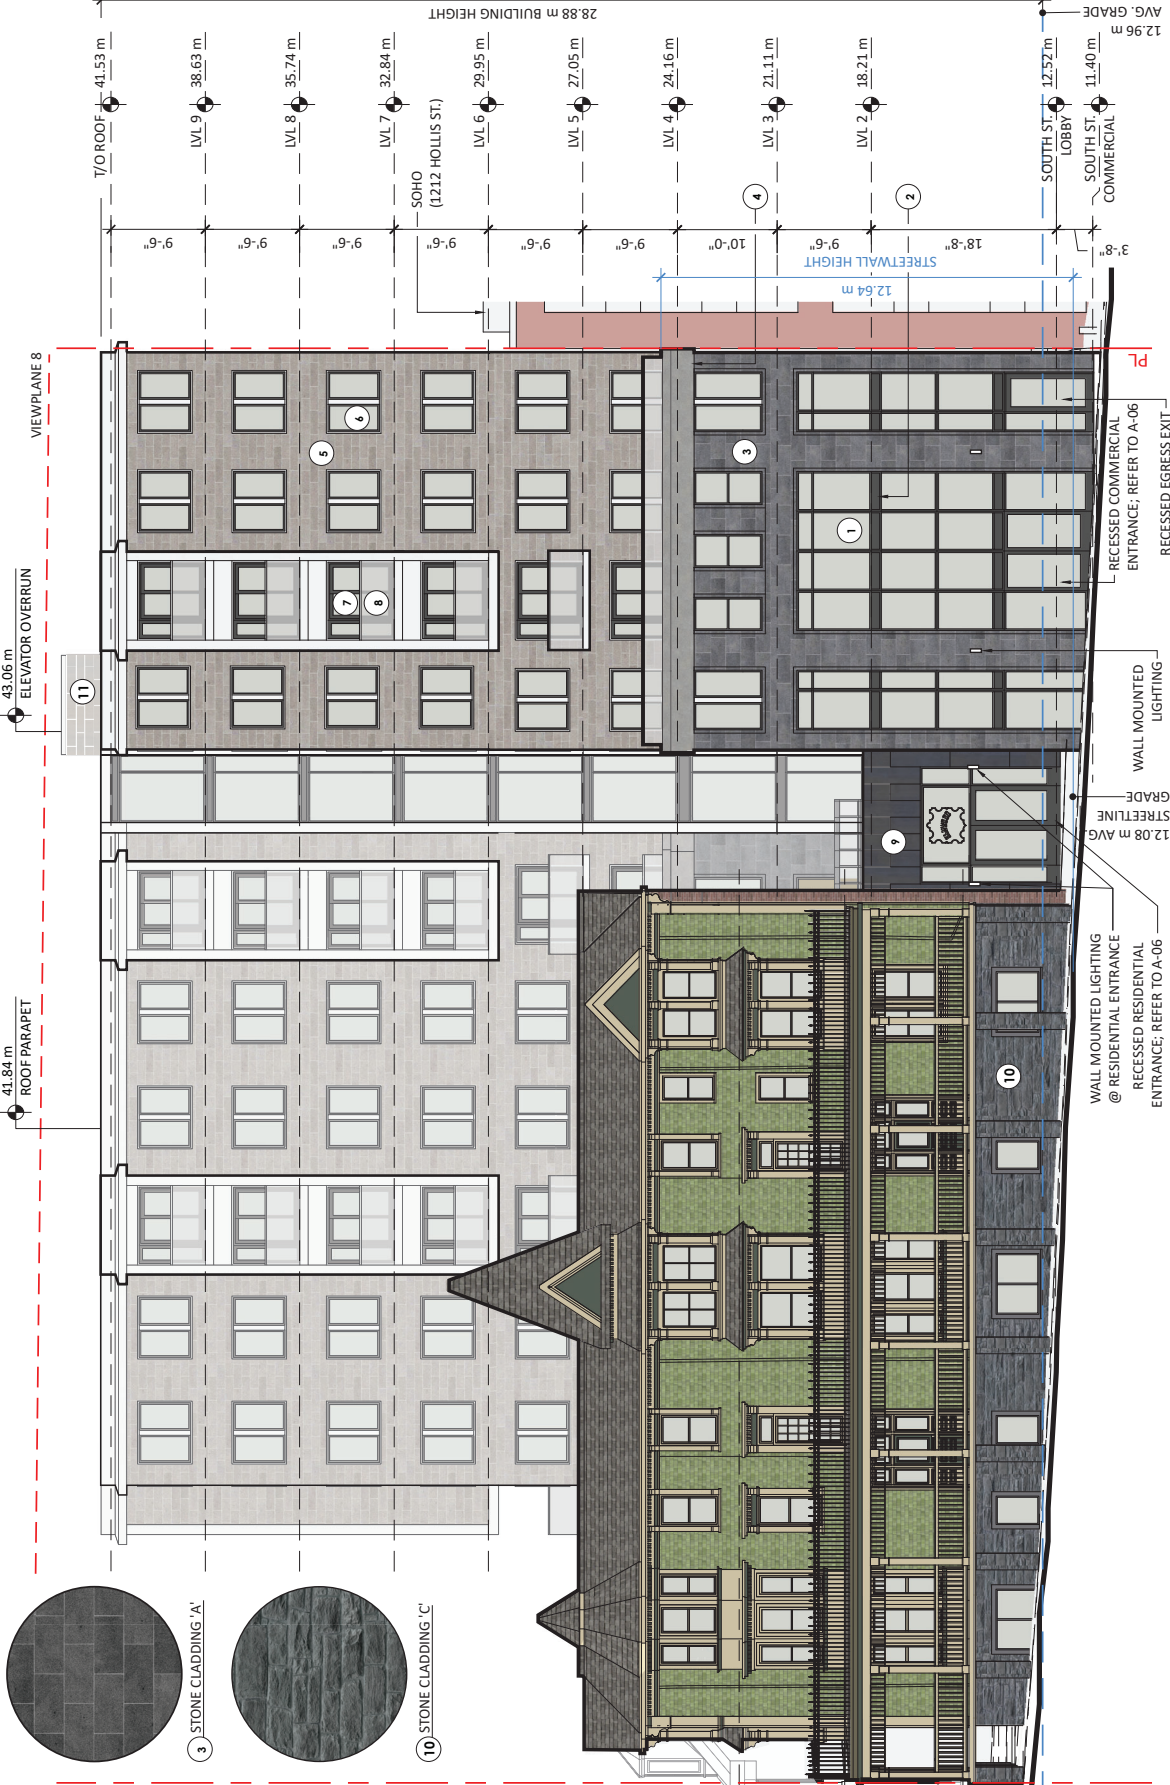 VIEWPLANE 8
43.06 m
ELEVATOR OVERRUN
41.84 m
ROOF PARAPET
28.88 m BUILDING HEIGHT
12.96 m
AVG. GRADE
T/O ROOF 41.53 m
LVL 9 38.63 m
LVL 8 35.74 m
LVL 7 32.84 m
LVL 6 29.95 m
LVL 5 27.05 m
LVL 4 24.16 m
LVL 3 21.11 m
LVL 2 18.21 m
SOUTH ST. 12.52 m
LOBBY
SOUTH ST. 11.40 m
COMMERCIAL
SOHO
(1212 HOLLIS ST.)
9'-6"
9'-6"
9'-6"
9'-6"
9'-6"
9'-6"
10'-0"
9'-6"
18'-8"
3'-8"
STREETWALL HEIGHT
12.64 m
PL
1
2
3
4
5
6
7
8
9
10
11
RECESSED EGRESS EXIT
RECESSED COMMERCIAL
ENTRANCE; REFER TO A-06
WALL MOUNTED
LIGHTING
12.08 m AVG.
STREETLINE
GRADE
WALL MOUNTED LIGHTING
@ RESIDENTIAL ENTRANCE
RECESSED RESIDENTIAL
ENTRANCE; REFER TO A-06
3 STONE CLADDING 'A'
10 STONE CLADDING 'C'